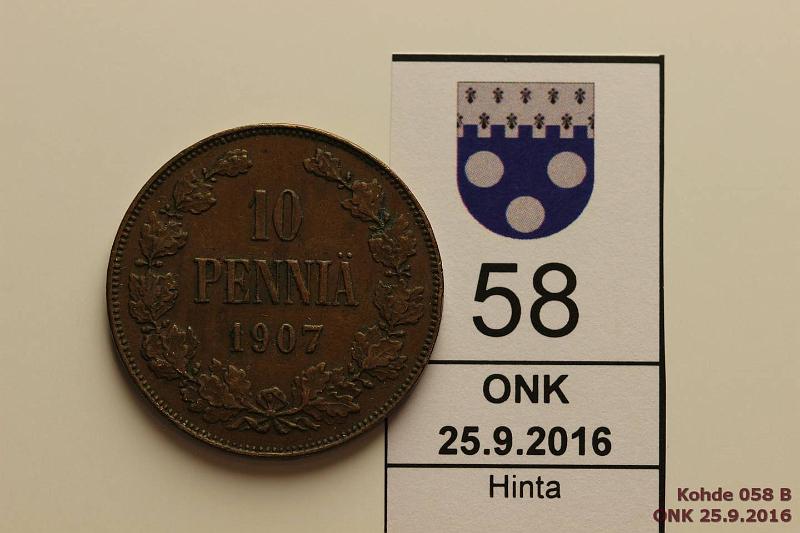 10
PENNIÄ
1907
58
ONK
25.9.2016
Hinta
Kohde 058 B
ONK 25.9.2016